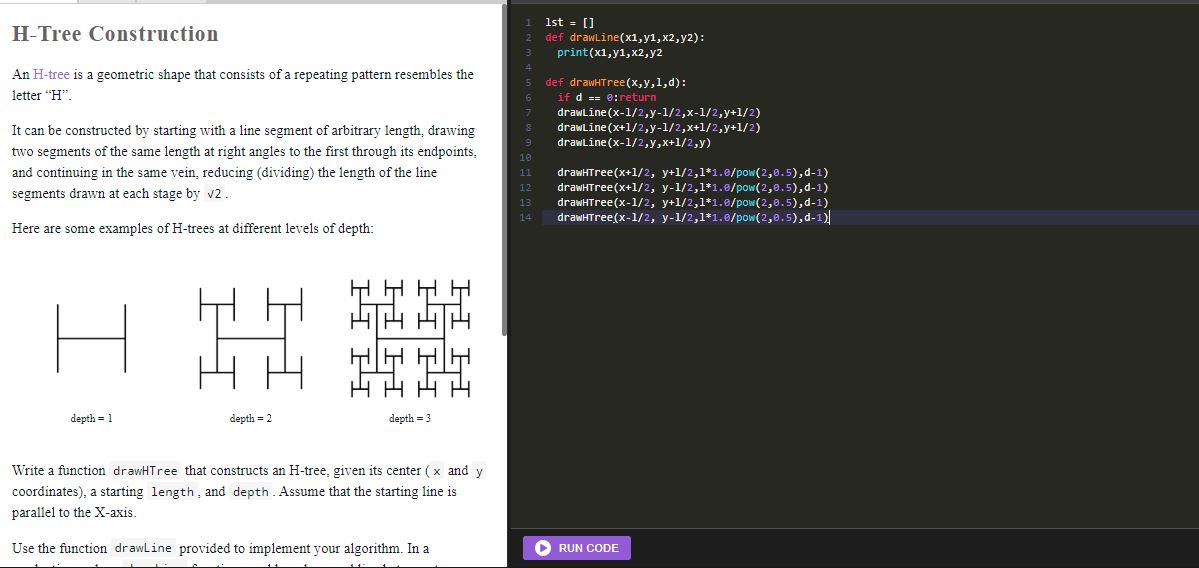 H-Tree Construction
An H-tree is a geometric shape that consists of a repeating pattern resembles the
letter “H”.
It can be constructed by starting with a line segment of arbitrary length, drawing
two segments of the same length at right angles to the first through its endpoints,
and continuing in the same vein, reducing (dividing) the length of the line
segments drawn at each stage by √2 .
Here are some examples of H-trees at different levels of depth:
depth = 1
depth = 2
depth = 3
Write a function drawHTree that constructs an H-tree, given its center ( x and y
coordinates), a starting length , and depth . Assume that the starting line is
parallel to the X-axis.
Use the function drawLine provided to implement your algorithm. In a
1 lst = []
2 def drawLine(x1,y1,x2,y2):
3 print(x1,y1,x2,y2
4
5 def drawHTree(x,y,l,d):
6 if d == 0:return
7 drawLine(x-l/2,y-l/2,x-l/2,y+l/2)
8 drawLine(x+l/2,y-l/2,x+l/2,y+l/2)
9 drawLine(x-l/2,y,x+l/2,y)
10
11 drawHTree(x+l/2, y+l/2,l*1.0/pow(2,0.5),d-1)
12 drawHTree(x+l/2, y-l/2,l*1.0/pow(2,0.5),d-1)
13 drawHTree(x-l/2, y+l/2,l*1.0/pow(2,0.5),d-1)
14 drawHTree(x-l/2, y-l/2,l*1.0/pow(2,0.5),d-1)
RUN CODE